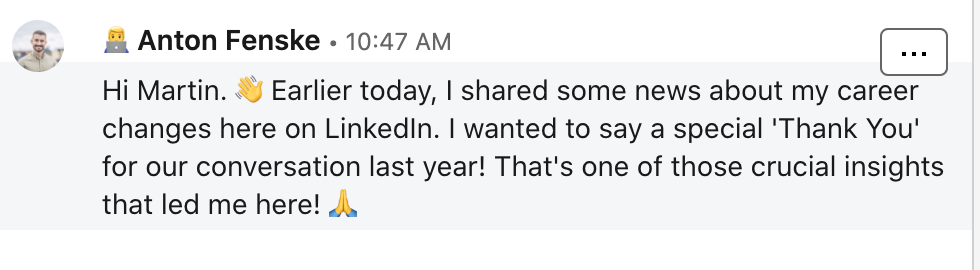 👨‍💻 Anton Fenske • 10:47 AM
Hi Martin. 👋 Earlier today, I shared some news about my career
changes here on LinkedIn. I wanted to say a special 'Thank You'
for our conversation last year! That's one of those crucial insights
that led me here! 🙏